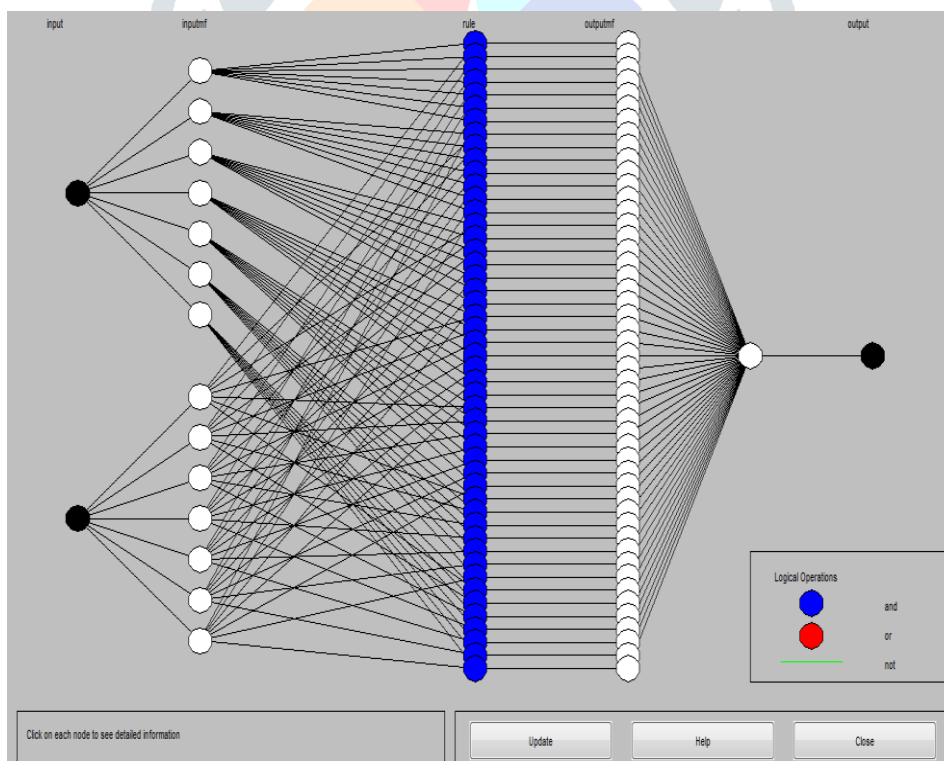 input inputmf rule outputmf output
Logical Operations
and
or
not
Click on each node to see detailed information
Update Help Close